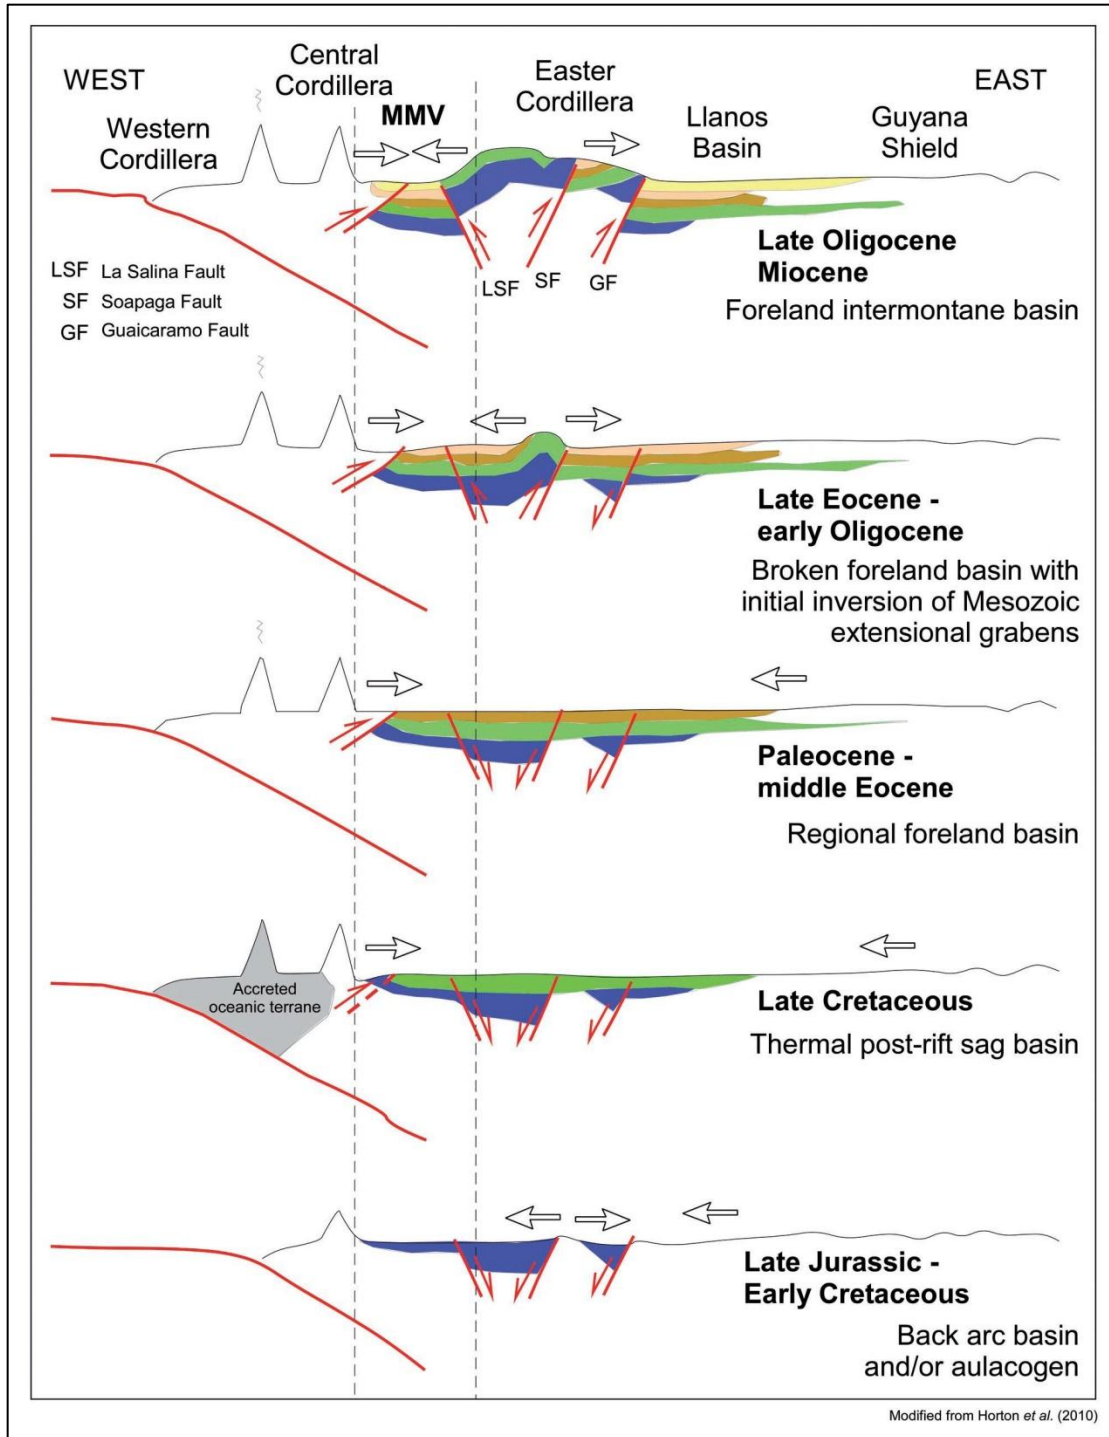 WEST
Central
Cordillera
Easter
Cordillera
EAST
MMV
Western
Cordillera
Llanos
Basin
Guyana
Shield
LSF La Salina Fault
SF Soapaga Fault
GF Guaicaramo Fault
LSF
SF
GF
Late Oligocene
Miocene
Foreland intermontane basin
Late Eocene -
early Oligocene
Broken foreland basin with
initial inversion of Mesozoic
extensional grabens
Paleocene -
middle Eocene
Regional foreland basin
Accreted
oceanic terrane
Late Cretaceous
Thermal post-rift sag basin
Late Jurassic -
Early Cretaceous
Back arc basin
and/or aulacogen
Modified from Horton et al. (2010)